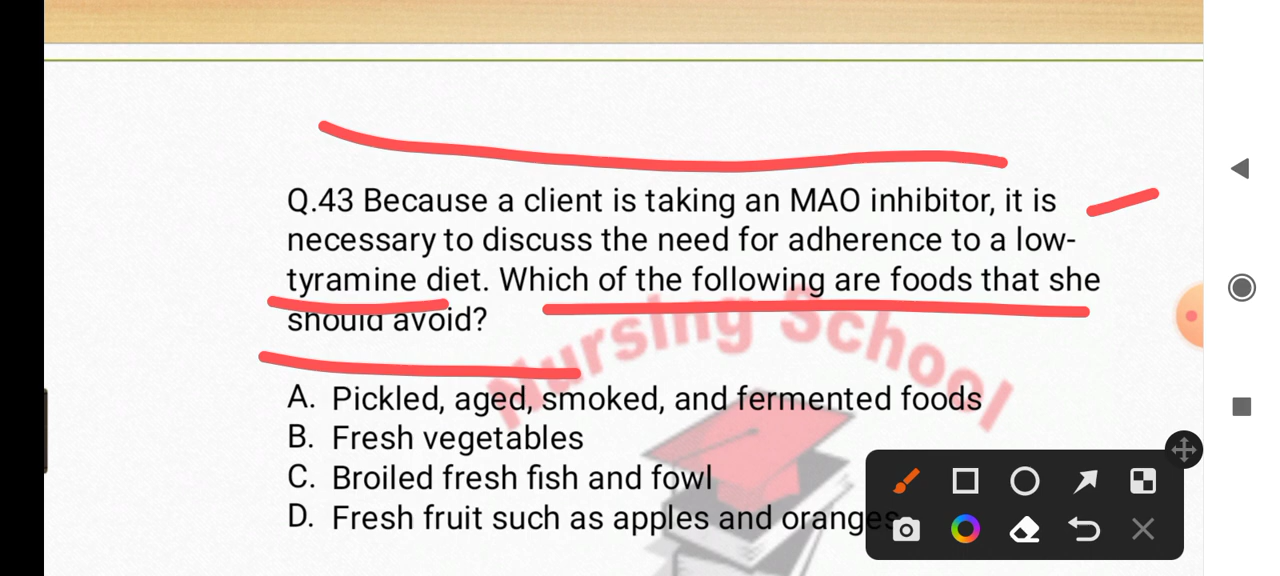 Q.43 Because a client is taking an MAO inhibitor, it is
necessary to discuss the need for adherence to a low-
tyramine diet. Which of the following are foods that she
should avoid?
Nursing School
A. Pickled, aged, smoked, and fermented foods
B. Fresh vegetables
C. Broiled fresh fish and fowl
D. Fresh fruit such as apples and oranges